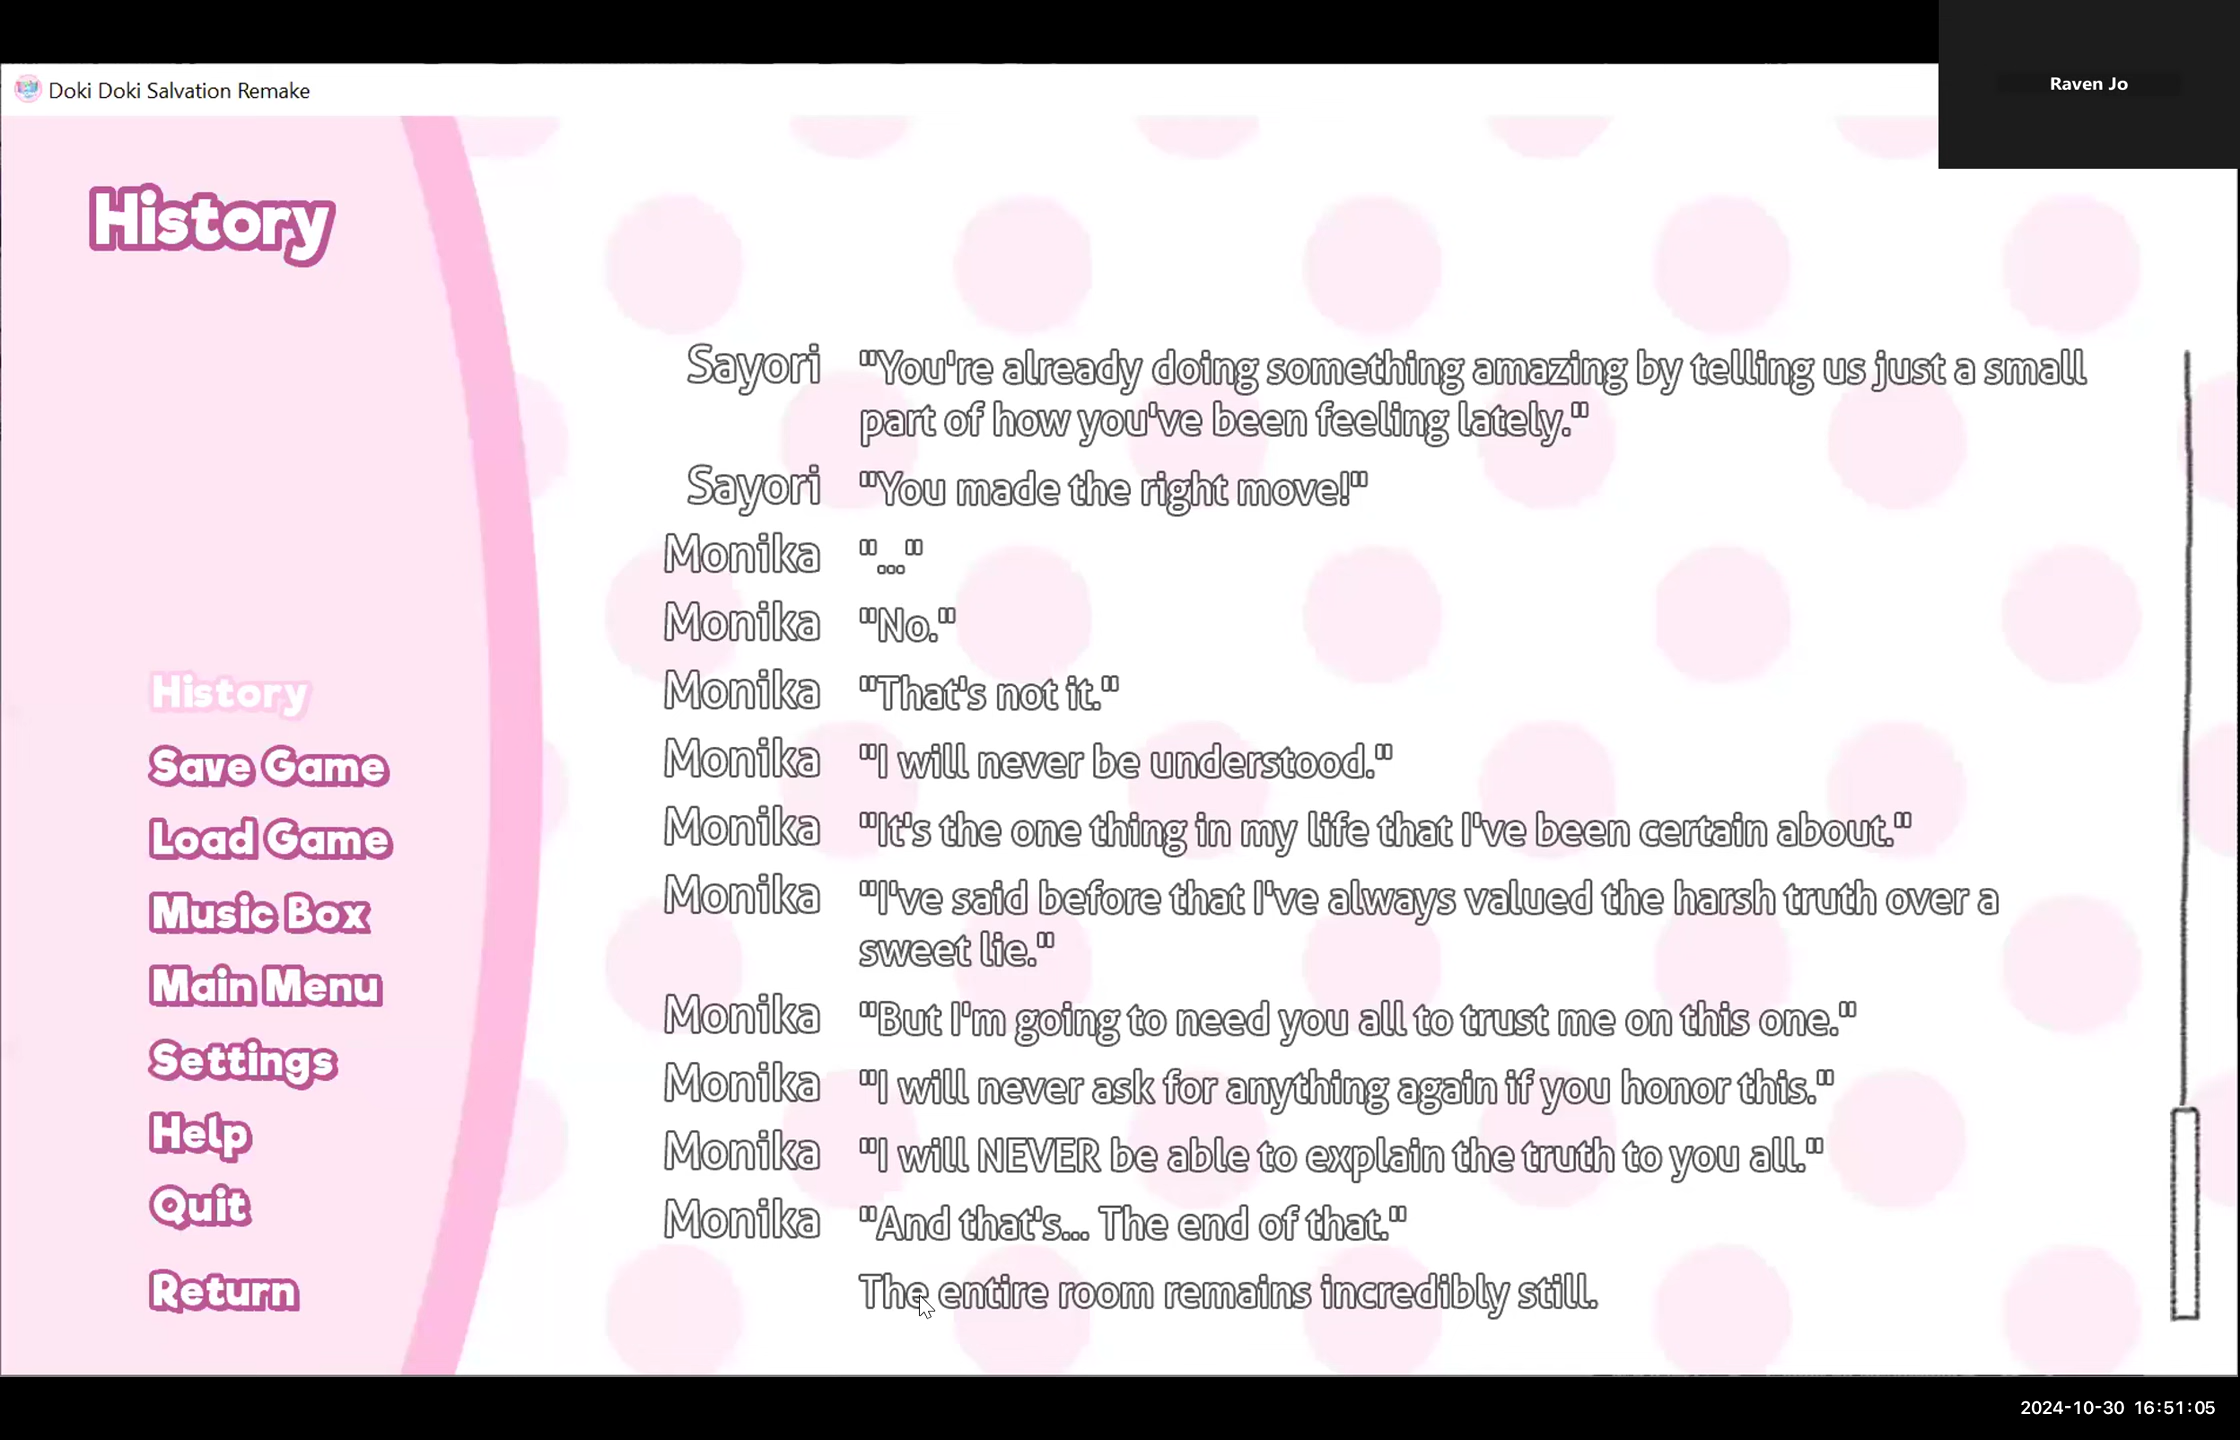 Raven Jo
Doki Doki Salvation Remake
History
Sayori "You're already doing something amazing by telling us just a small
part of how you've been feeling lately."
Sayori "You made the right move!"
Monika "..."
Monika "No."
Monika "That's not it."
Monika "I will never be understood."
Monika "It's the one thing in my life that I've been certain about."
Monika "I've said before that I've always valued the harsh truth over a
sweet lie."
Monika "But I'm going to need you all to trust me on this one."
Monika "I will never ask for anything again if you honor this."
Monika "I will NEVER be able to explain the truth to you all."
Monika "And that's... The end of that."
The entire room remains incredibly still.
History
Save Game
Load Game
Music Box
Main Menu
Settings
Help
Quit
Return
2024-10-30 16:51:05